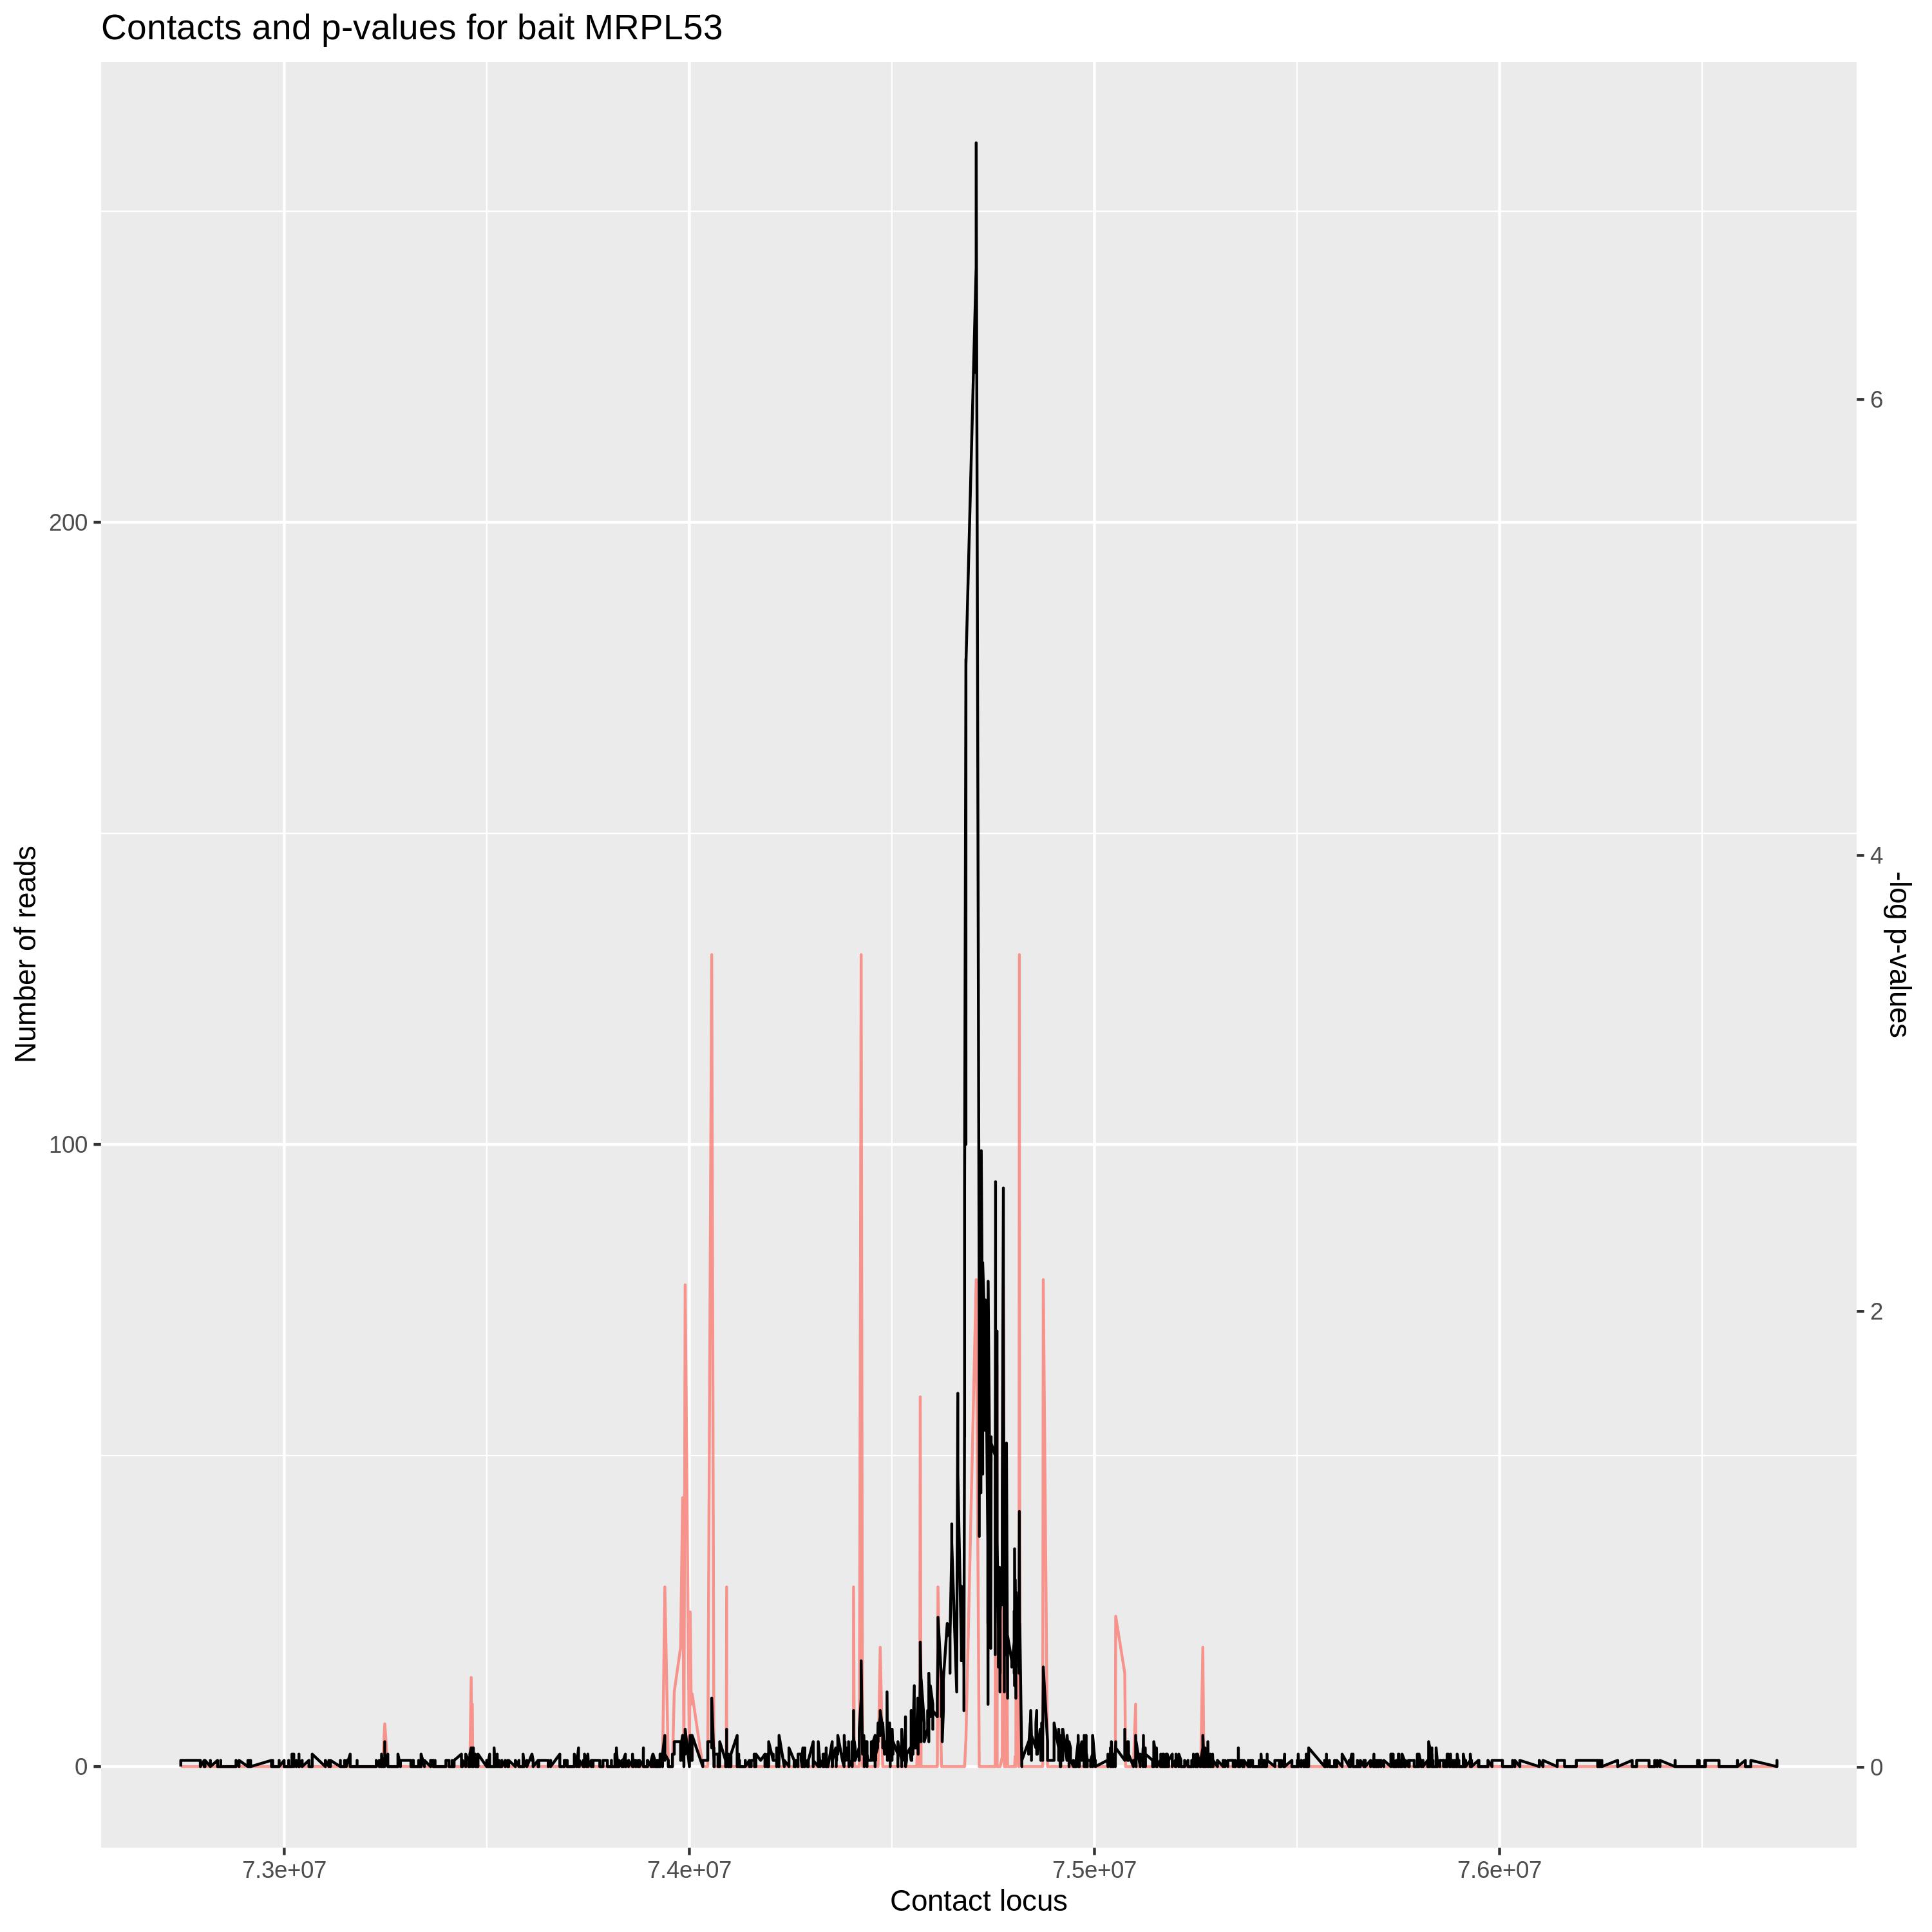 Contacts and p-values for bait MRPL53
Number of reads
200
100
0
6
4
2
0
-log p-values
7.3e+07
7.4e+07
7.5e+07
7.6e+07
Contact locus